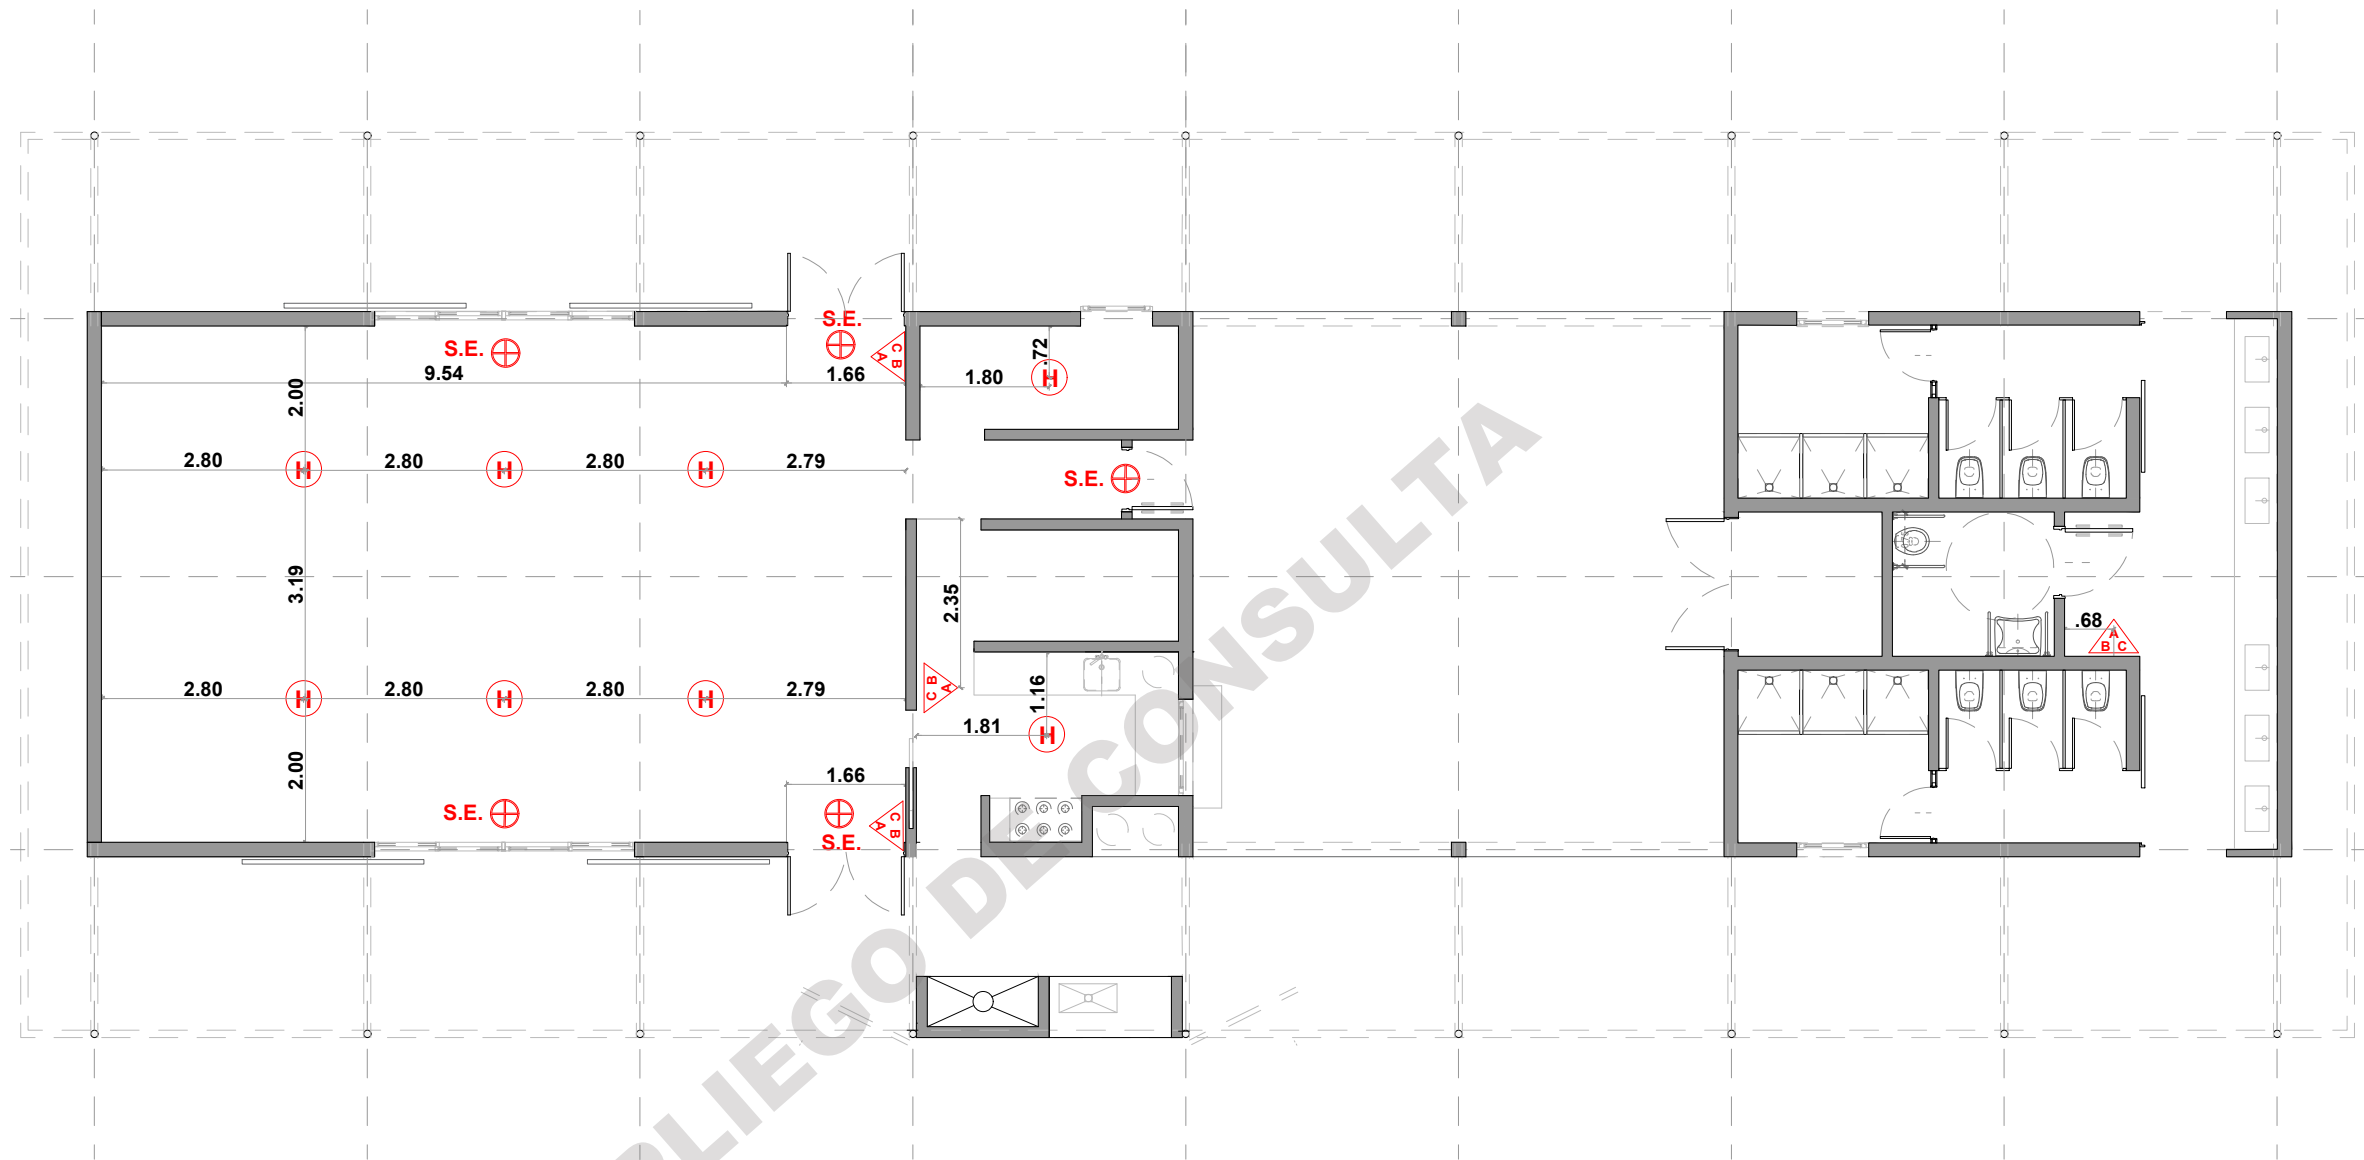 S.E.
S.E.
9.54
1.66
C B
A
.72
1.80
H
2.00
2.80
H
2.80
H
2.80
H
2.79
S.E.
3.19
2.35
.68
A
B C
C B
A
2.80
H
2.80
H
2.80
H
2.79
1.16
1.81
H
2.00
1.66
S.E.
S.E.
C B
A
PLIEGO DE CONSULTA